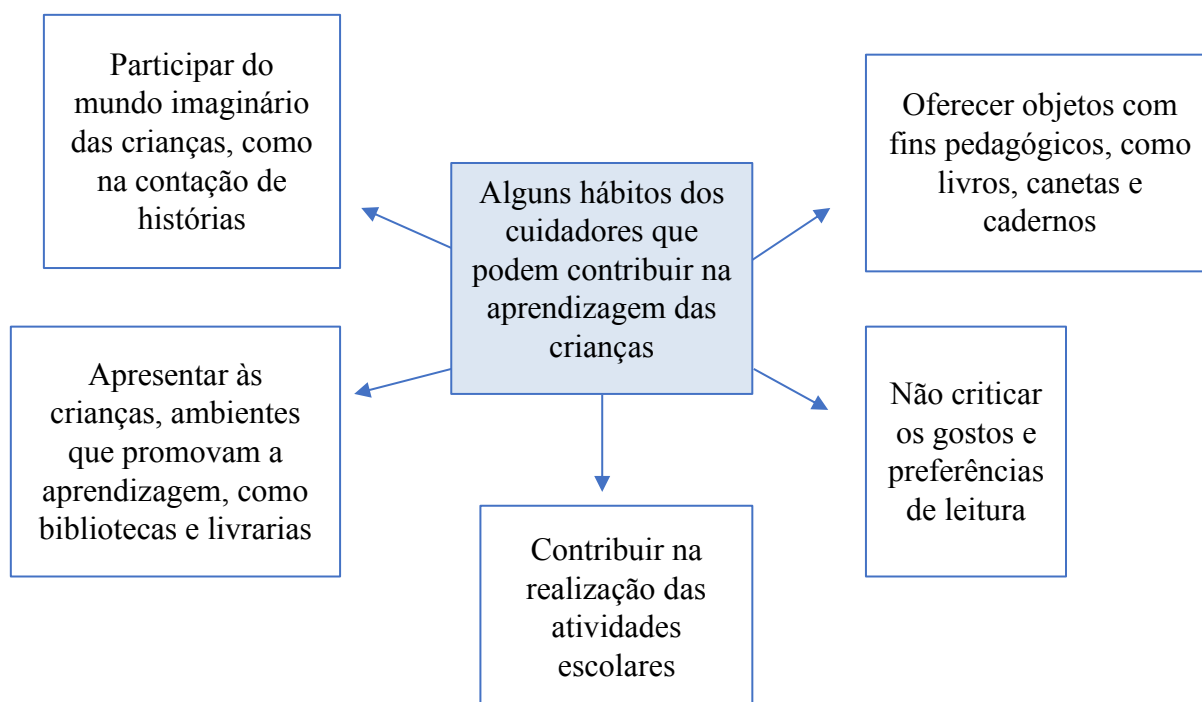 Participar do
mundo imaginário
das crianças, como
na contação de
histórias
Oferecer objetos com
fins pedagógicos, como
livros, canetas e
cadernos
Alguns hábitos dos
cuidadores que
podem contribuir na
aprendizagem das
crianças
Apresentar às
crianças, ambientes
que promovam a
aprendizagem, como
bibliotecas e livrarias
Não criticar
os gostos e
preferências
de leitura
Contribuir na
realização das
atividades
escolares